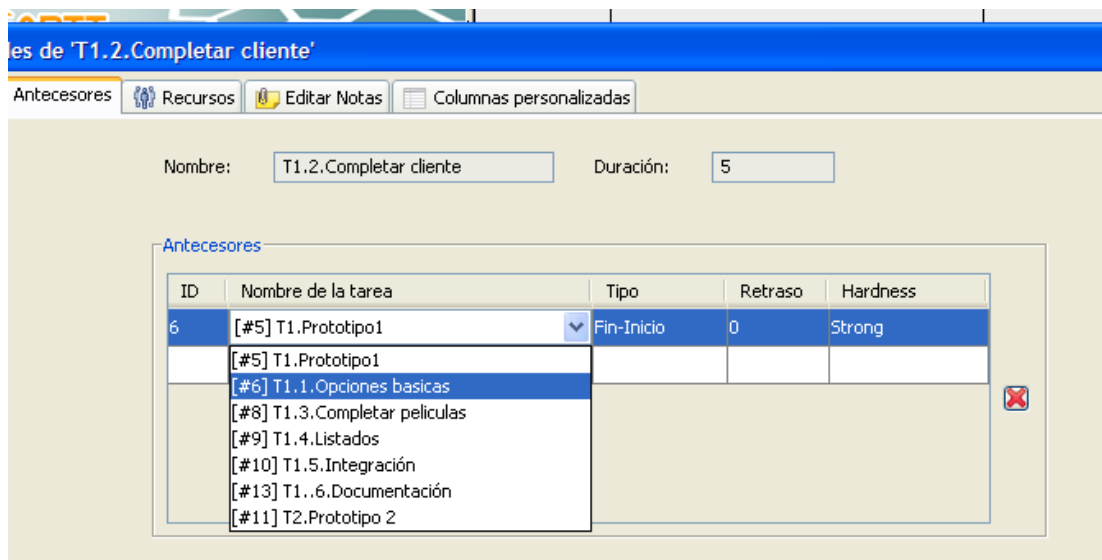 les de 'T1.2.Completar cliente'
Antecesores Recursos Editar Notas Columnas personalizadas
Nombre: T1.2.Completar cliente Duración: 5
Antecesores
ID Nombre de la tarea Tipo Retraso Hardness
6 [#5] T1.Prototipo1 Fin-Inicio 0 Strong
[#5] T1.Prototipo1
[#6] T1.1.Opciones basicas
[#8] T1.3.Completar peliculas
[#9] T1.4.Listados
[#10] T1.5.Integración
[#13] T1..6.Documentación
[#11] T2.Prototipo 2